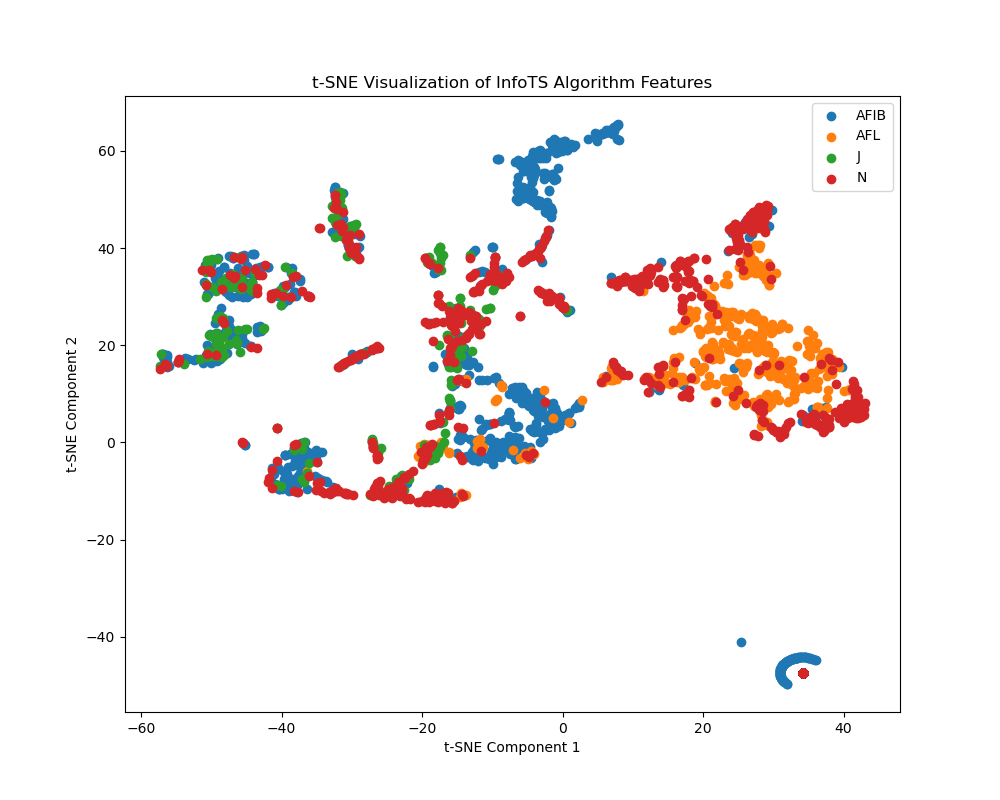 t-SNE Visualization of InfoTS Algorithm Features
AFIB
AFL
J
N
60
40
20
0
−20
−40
t-SNE Component 2
−60
−40
−20
0
20
40
t-SNE Component 1